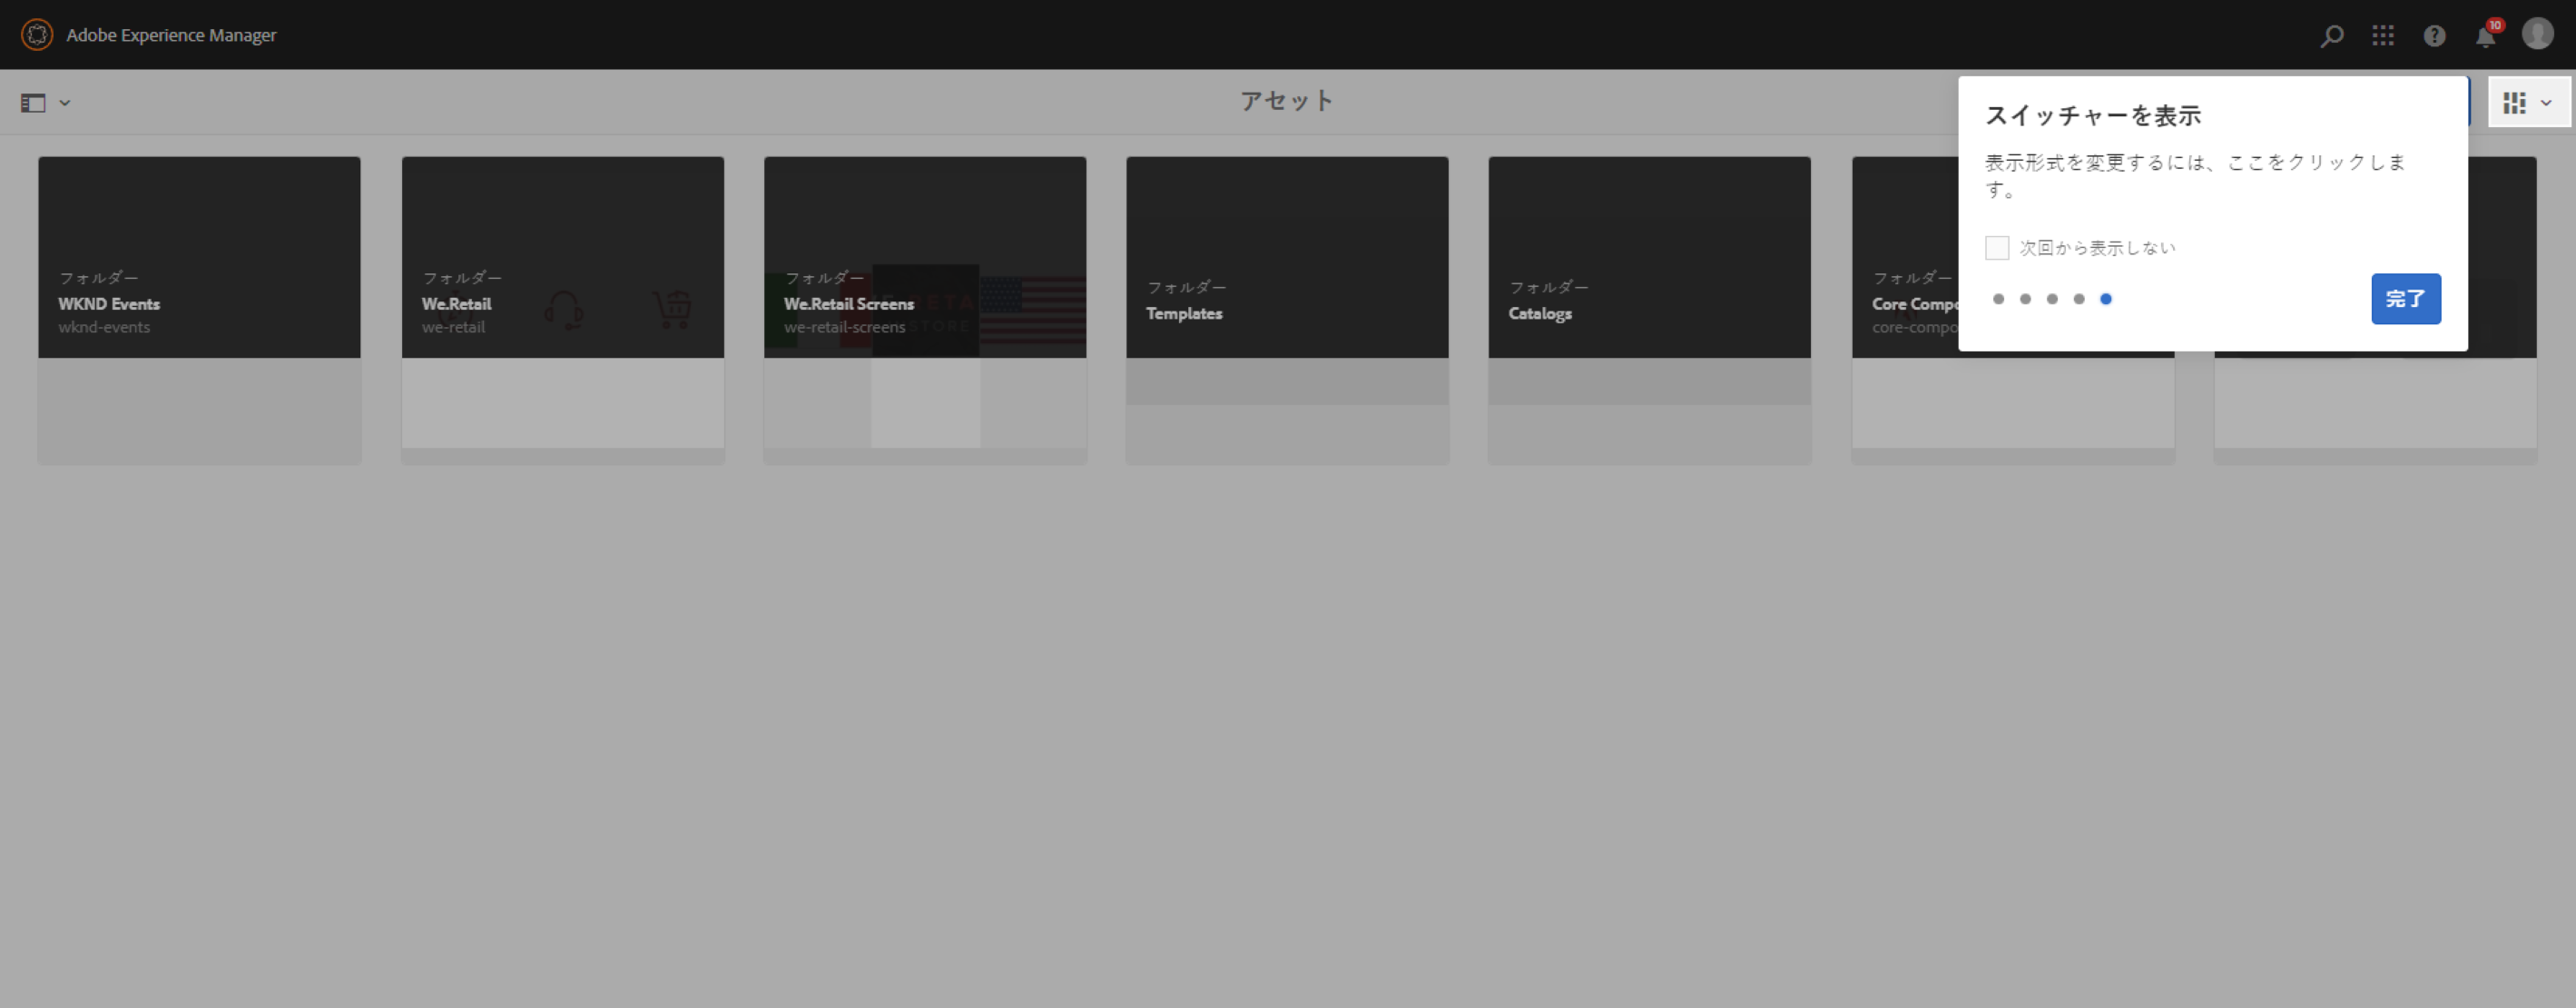 Adobe Experience Manager
10
アセット
スイッチャーを表示
表示形式を変更するには、ここをクリックしま
す。
次回から表示しない
完了
フォルダー
WKND Events
wknd-events
フォルダー
We.Retail
we-retail
フォルダー
We.Retail Screens
we-retail-screens
フォルダー
Templates
フォルダー
Catalogs
フォルダー
Core Compo
core-compo